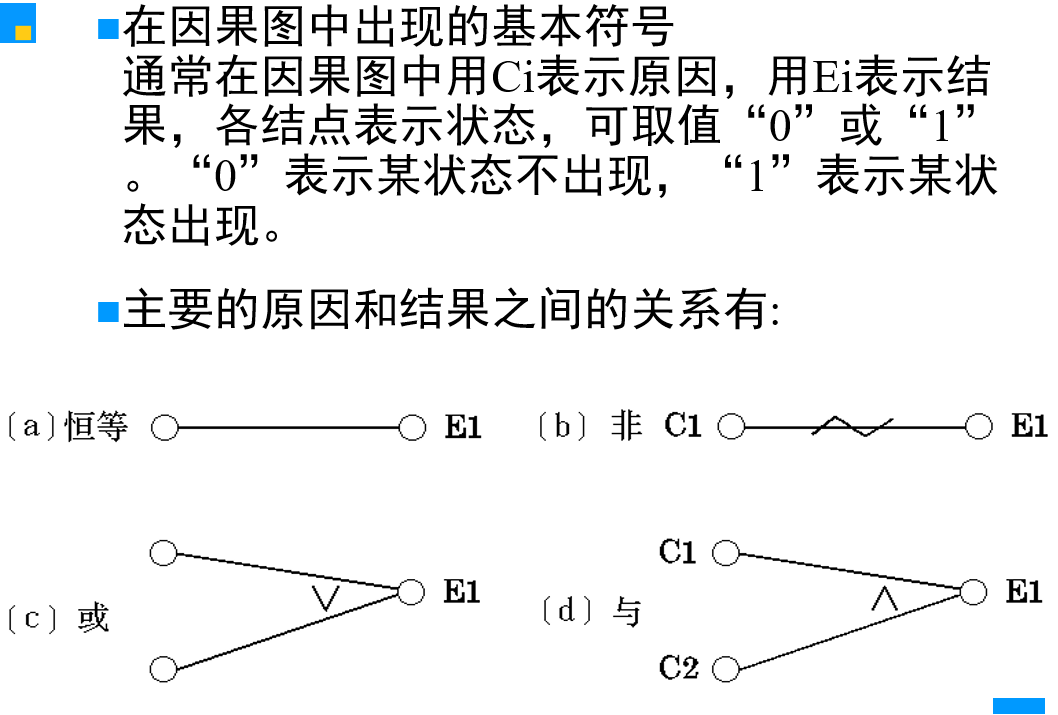 在因果图中出现的基本符号
通常在因果图中用Ci表示原因，用Ei表示结
果，各结点表示状态，可取值“0”或“1”
。“0”表示某状态不出现，“1”表示某状
态出现。
主要的原因和结果之间的关系有:
〔a〕恒等 E1
〔b〕非 C1 E1
〔c〕或 ∨ E1
〔d〕与 C1 C2 ∧ E1